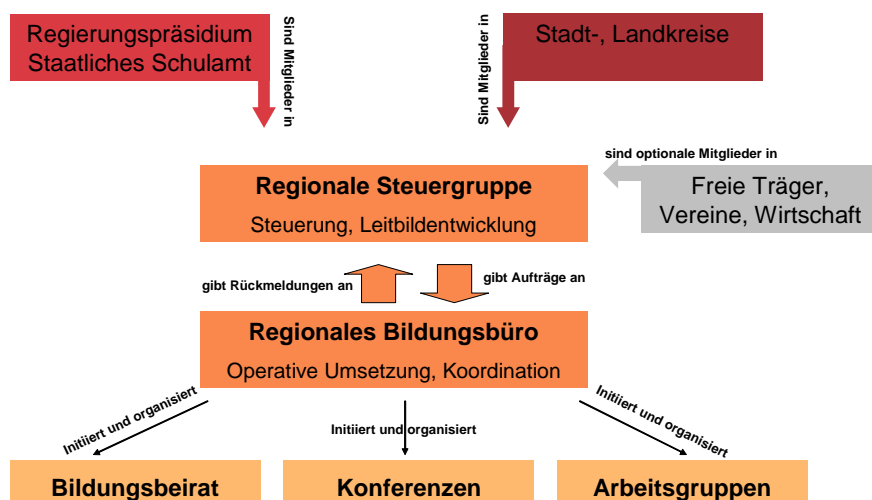 Regierungspräsidium
Staatliches Schulamt
Sind Mitglieder in
Sind Mitglieder in
Stadt-, Landkreise
sind optionale Mitglieder in
Freie Träger,
Vereine, Wirtschaft
Regionale Steuergruppe
Steuerung, Leitbildentwicklung
gibt Rückmeldungen an
gibt Aufträge an
Regionales Bildungsbüro
Operative Umsetzung, Koordination
Initiiert und organisiert
Initiiert und organisiert
Initiiert und organisiert
Bildungsbeirat
Konferenzen
Arbeitsgruppen